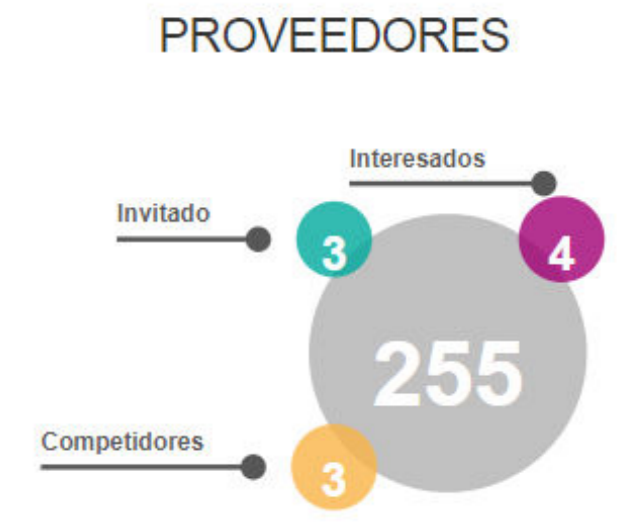 PROVEEDORES
Interesados
Invitado
3
4
255
Competidores
3